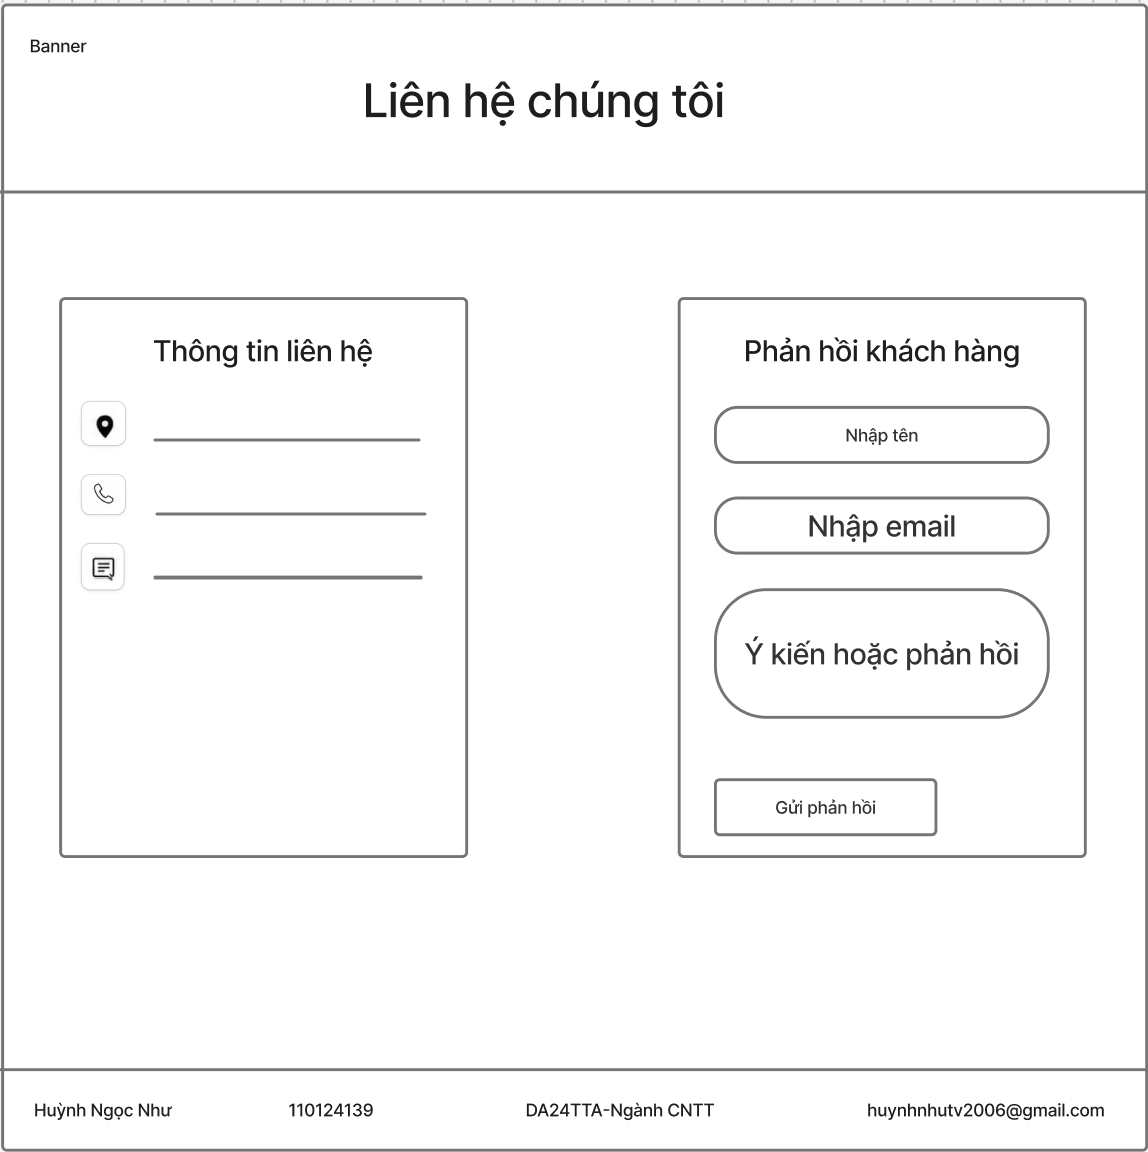 Banner
Liên hệ chúng tôi
Thông tin liên hệ
Phản hồi khách hàng
Nhập tên
Nhập email
Ý kiến hoặc phản hồi
Gửi phản hồi
Huỳnh Ngọc Như
110124139
DA24TTA-Ngành CNTT
huynhnhutv2006@gmail.com